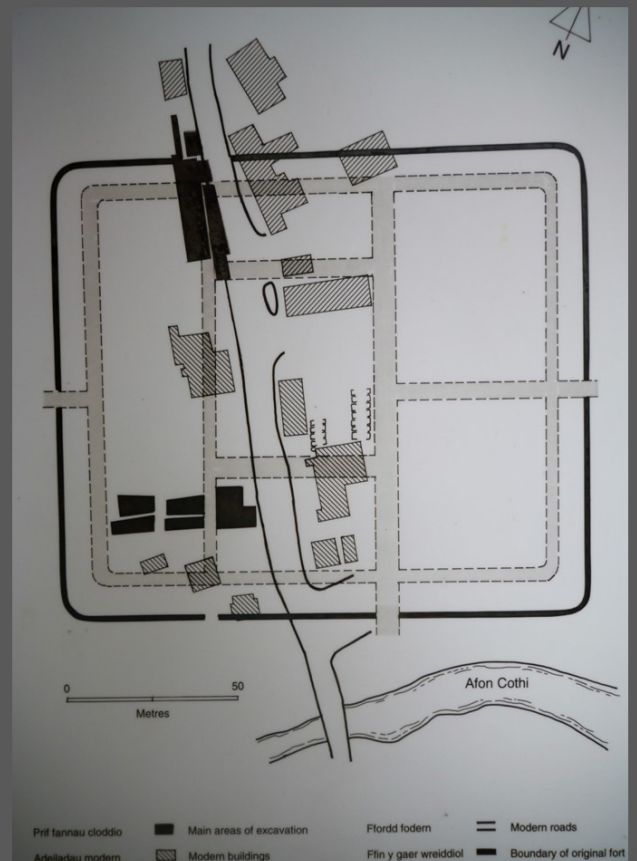 N
Afon Cothi
0 50
Metres
Prif fannau cloddio Main areas of excavation Ffordd fodern Modern roads
Adeiladau modern Modern buildings Ffin y gaer wreiddiol Boundary of original fort